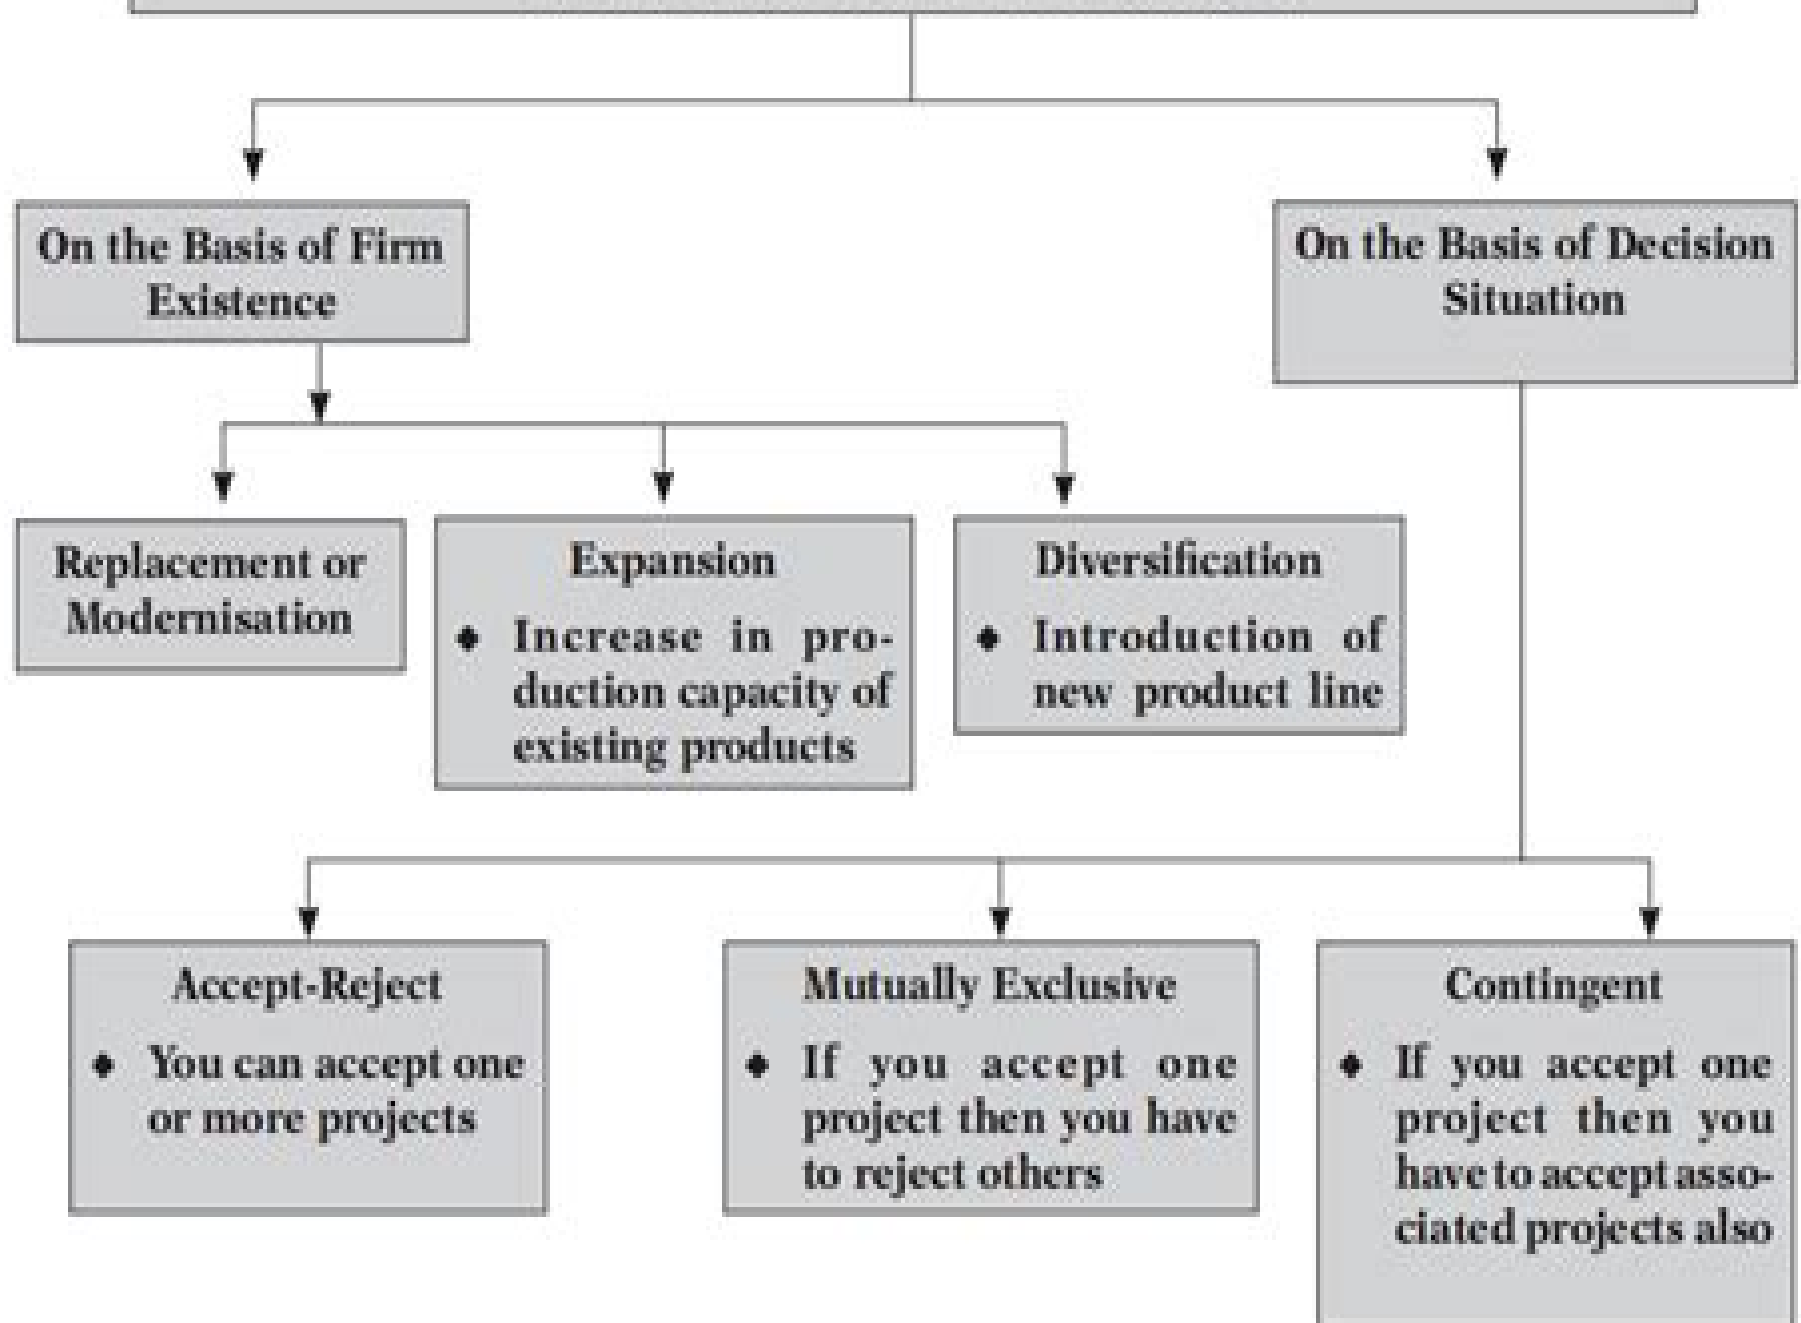 On the Basis of Firm
Existence
On the Basis of Decision
Situation
Replacement or
Modernisation
Expansion
◆ Increase in pro-
duction capacity of
existing products
Diversification
◆ Introduction of
new product line
Accept-Reject
◆ You can accept one
or more projects
Mutually Exclusive
◆ If you accept one
project then you have
to reject others
Contingent
◆ If you accept one
project then you
have to accept asso-
ciated projects also